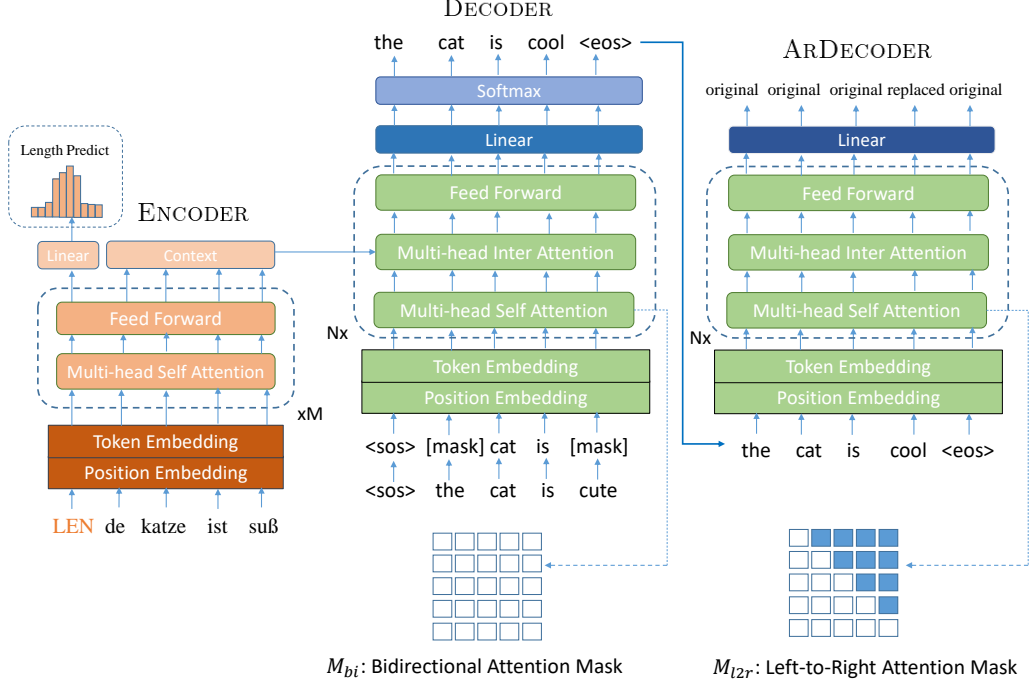 DECODER
the cat is cool <eos>
Softmax
Linear
Feed Forward
Multi-head Inter Attention
Multi-head Self Attention
Nx
Token Embedding
Position Embedding
<sos> [mask] cat is [mask]
<sos> the cat is cute
M_bi: Bidirectional Attention Mask
ARDECODER
original original original replaced original
Linear
Feed Forward
Multi-head Inter Attention
Multi-head Self Attention
Nx
Token Embedding
Position Embedding
the cat is cool <eos>
M_l2r: Left-to-Right Attention Mask
Length Predict
ENCODER
Linear Context
Feed Forward
Multi-head Self Attention
xM
Token Embedding
Position Embedding
LEN de katze ist suß